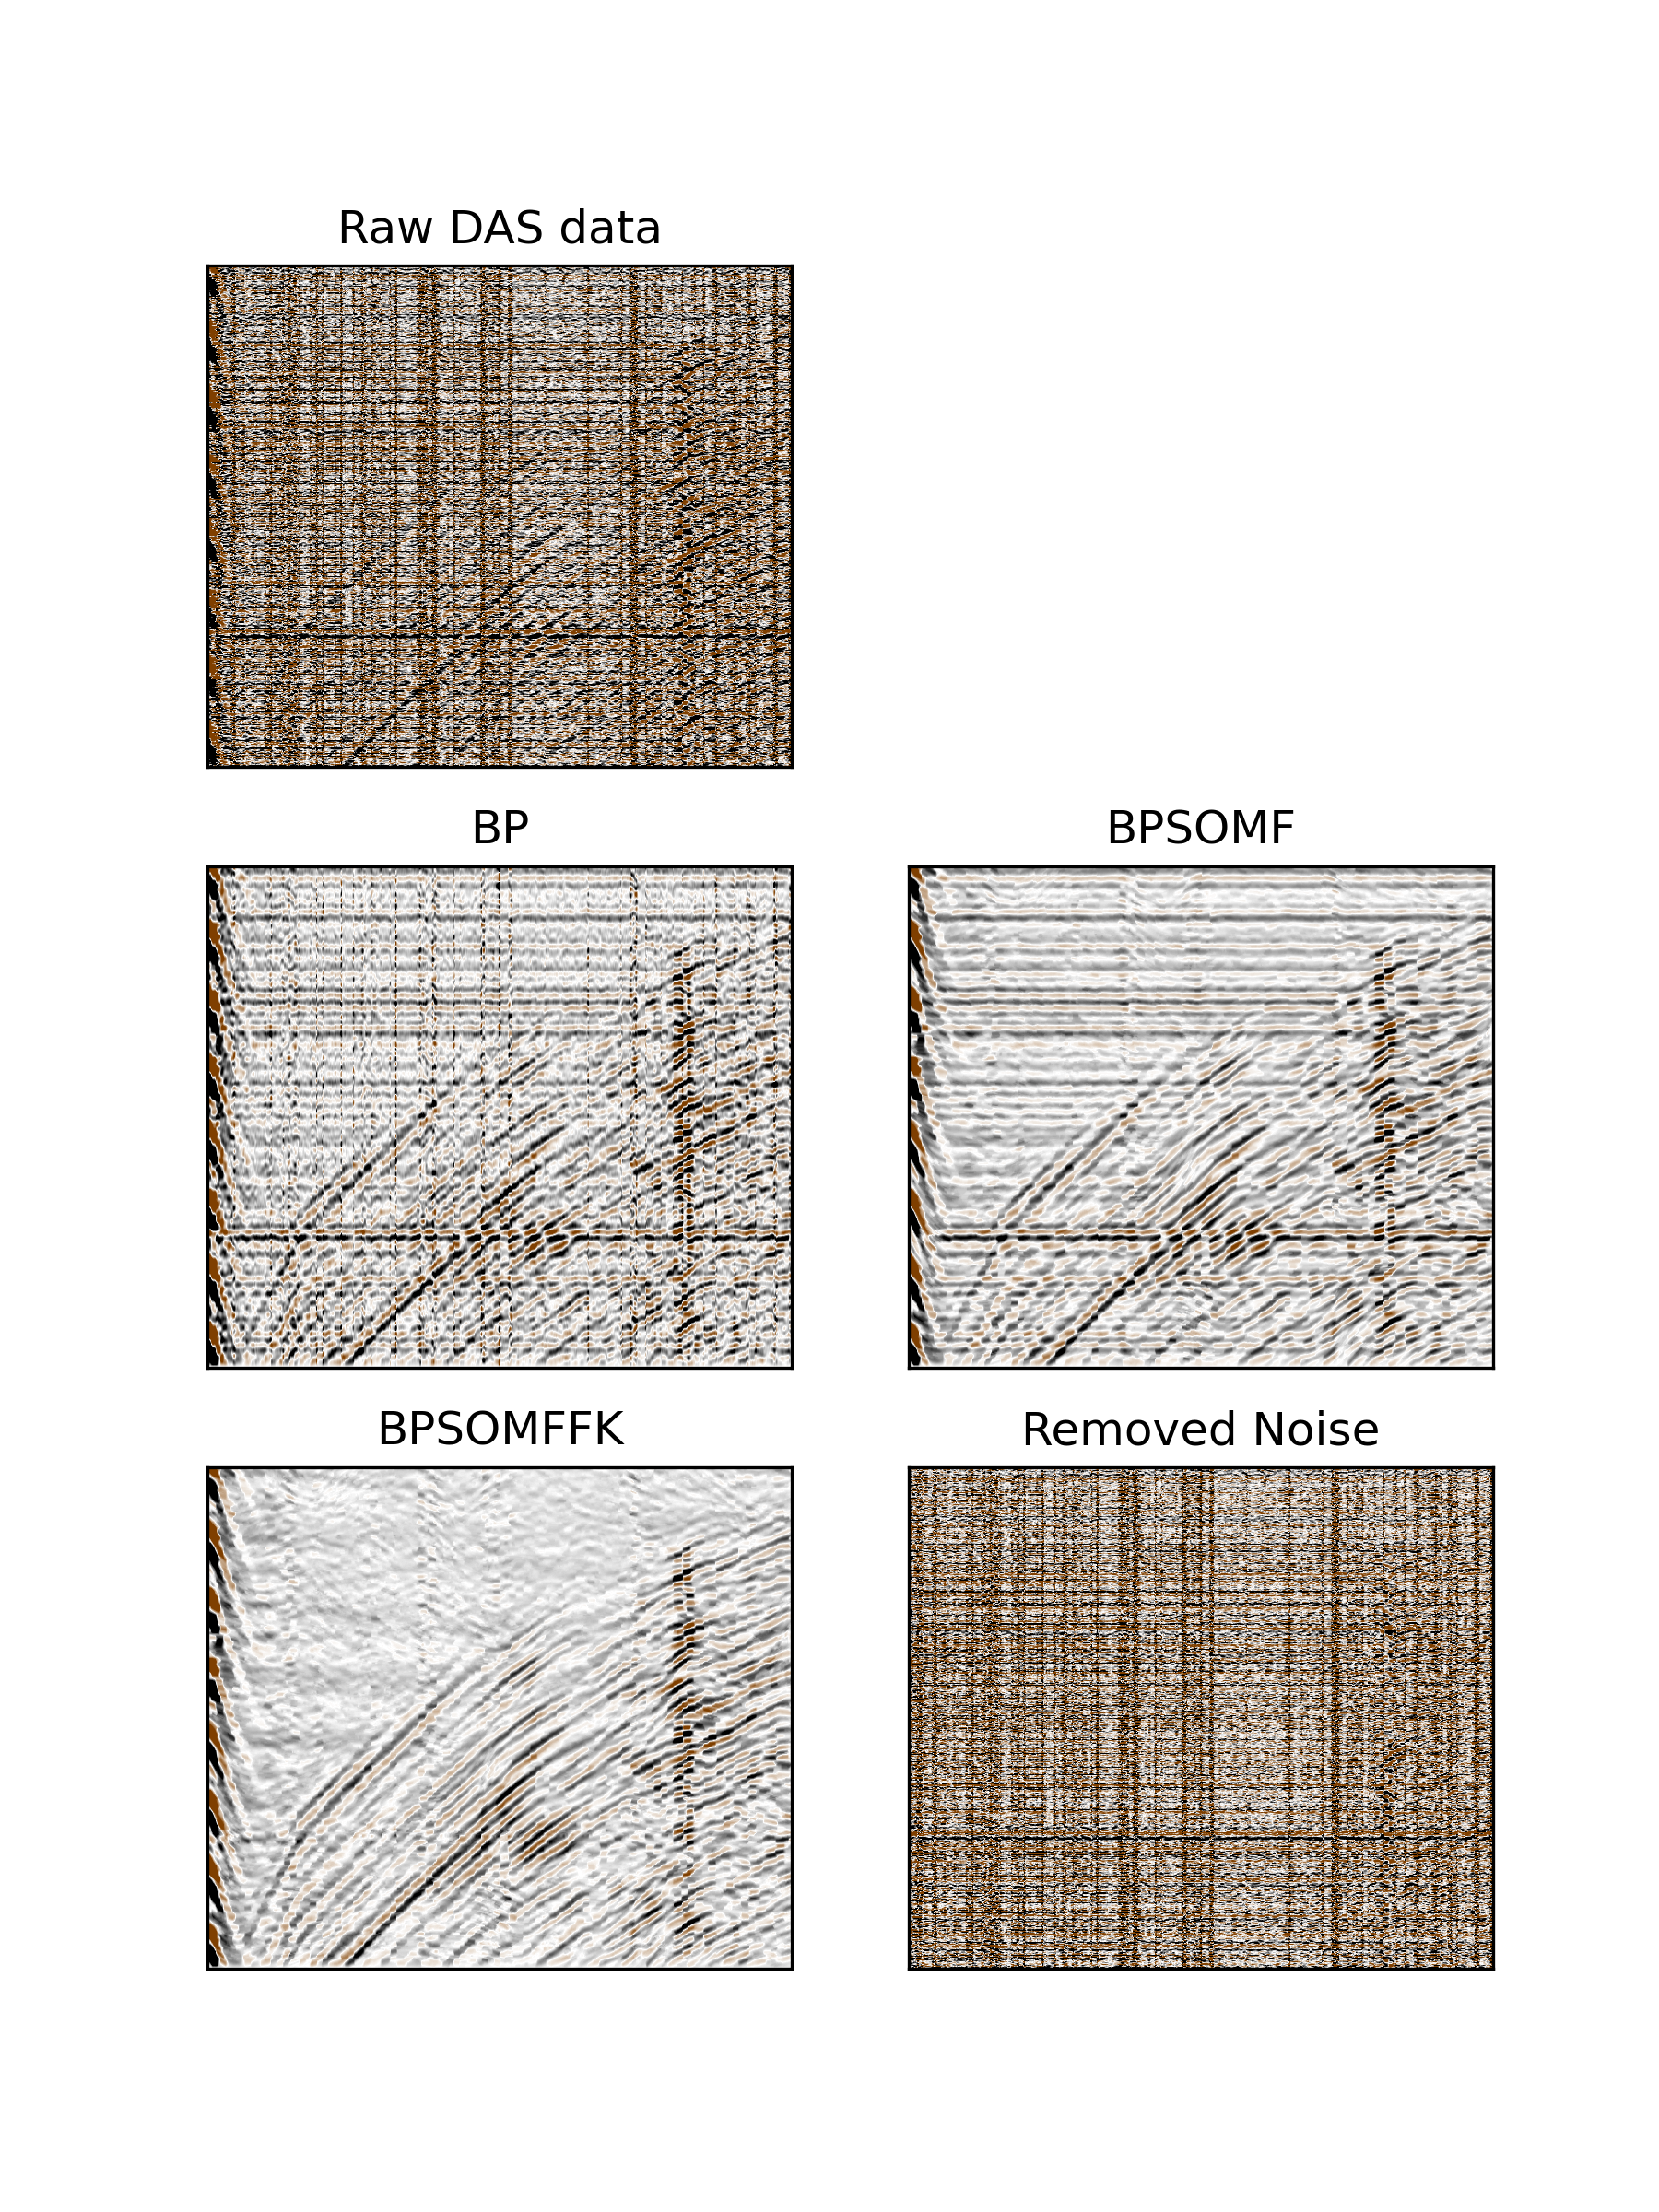 Raw DAS data
BP
BPSOMF
BPSOMFFK
Removed Noise